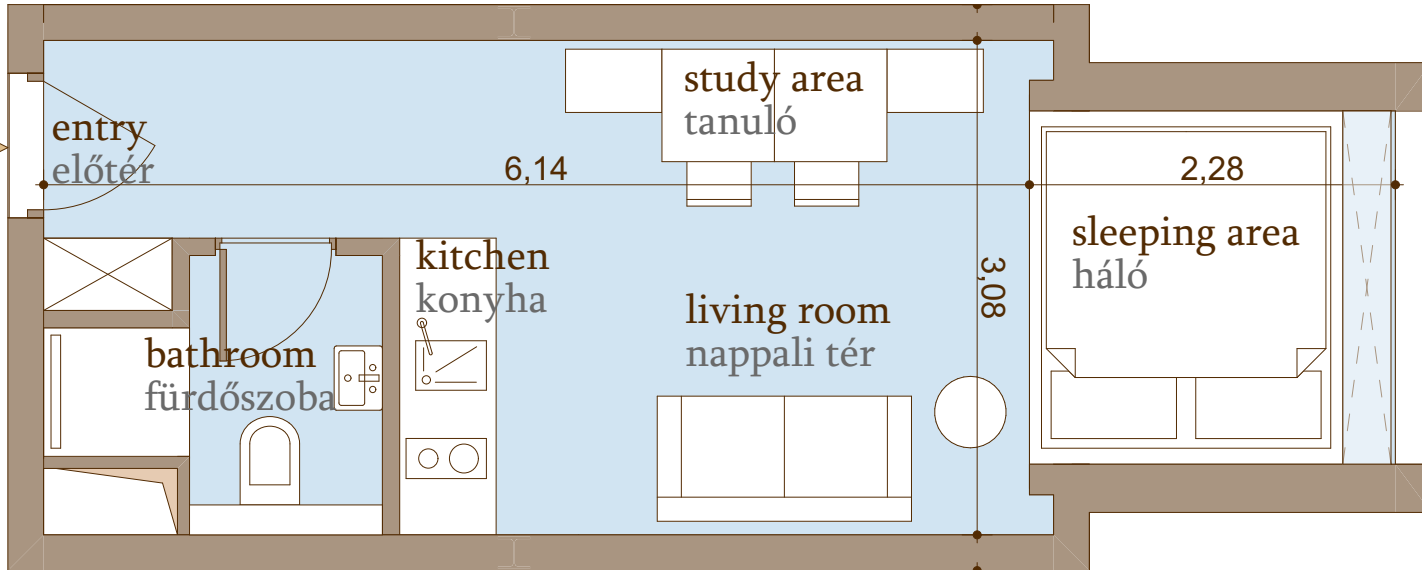 study area
tanuló
entry
előtér
6,14
2,28
kitchen
konyha
3,08
sleeping area
háló
living room
nappali tér
bathroom
fürdőszoba